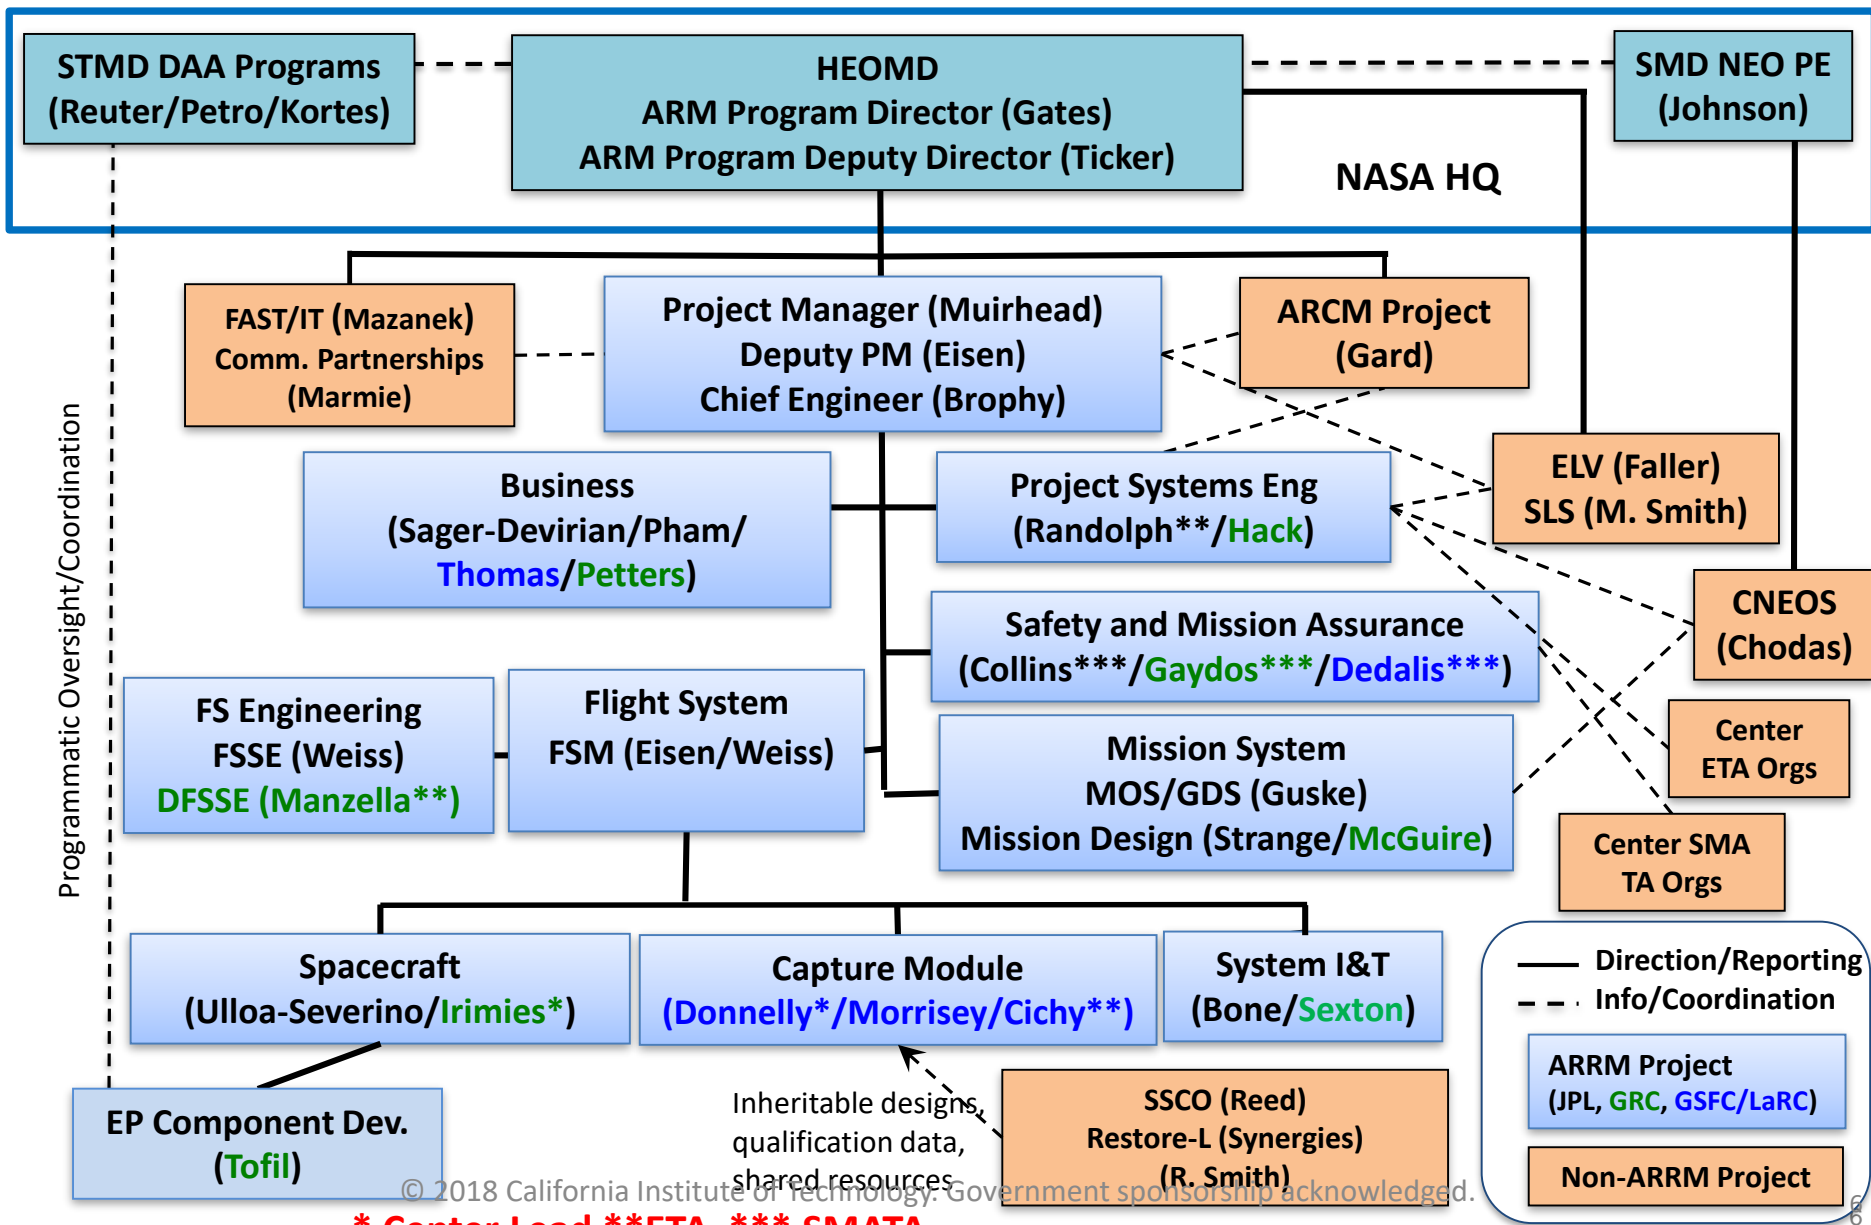 STMD DAA Programs
(Reuter/Petro/Kortes)
HEOMD
ARM Program Director (Gates)
ARM Program Deputy Director (Ticker)
SMD NEO PE
(Johnson)
NASA HQ
FAST/IT (Mazanek)
Comm. Partnerships
(Marmie)
Project Manager (Muirhead)
Deputy PM (Eisen)
Chief Engineer (Brophy)
ARCM Project
(Gard)
Programmatic Oversight/Coordination
Business
(Sager-Devirian/Pham/
Thomas/Petters)
Project Systems Eng
(Randolph**/Hack)
ELV (Faller)
SLS (M. Smith)
CNEOS
(Chodas)
Safety and Mission Assurance
(Collins***/Gaydos***/Dedalis***)
FS Engineering
FSSE (Weiss)
DFSSE (Manzella**)
Flight System
FSM (Eisen/Weiss)
Mission System
MOS/GDS (Guske)
Mission Design (Strange/McGuire)
Center
ETA Orgs
Center SMA
TA Orgs
Spacecraft
(Ulloa-Severino/Irimies*)
Capture Module
(Donnelly*/Morrisey/Cichy**)
System I&T
(Bone/Sexton)
Direction/Reporting
Info/Coordination
ARRM Project
(JPL, GRC, GSFC/LaRC)
Non-ARRM Project
EP Component Dev.
(Tofil)
Inheritable designs,
qualification data,
shared resources
SSCO (Reed)
Restore-L (Synergies)
(R. Smith)
© 2018 California Institute of Technology. Government sponsorship acknowledged.
* Center Lead **ETA *** SMATA
6